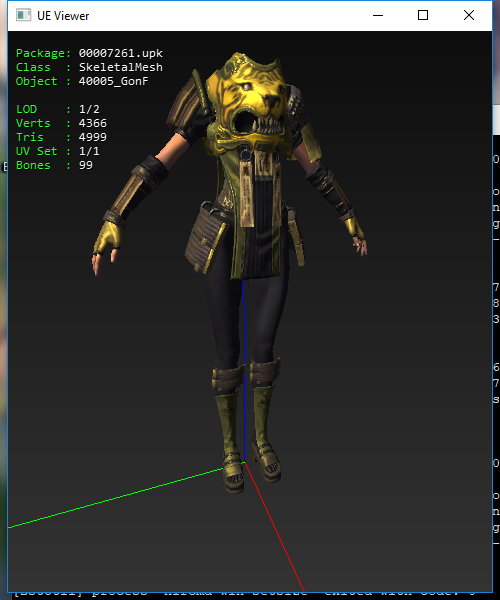 UE Viewer
Package: 00007261.upk
Class : SkeletalMesh
Object : 40005_GonF
LOD : 1/2
Verts : 4366
Tris : 4999
UV Set : 1/1
Bones : 99